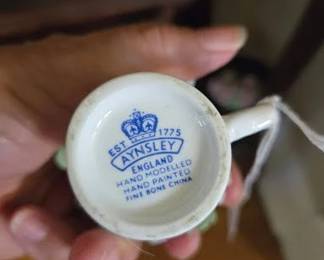 EST 1775
AYNSLEY
ENGLAND
HAND MODELLED
HAND PAINTED
FINE BONE CHINA